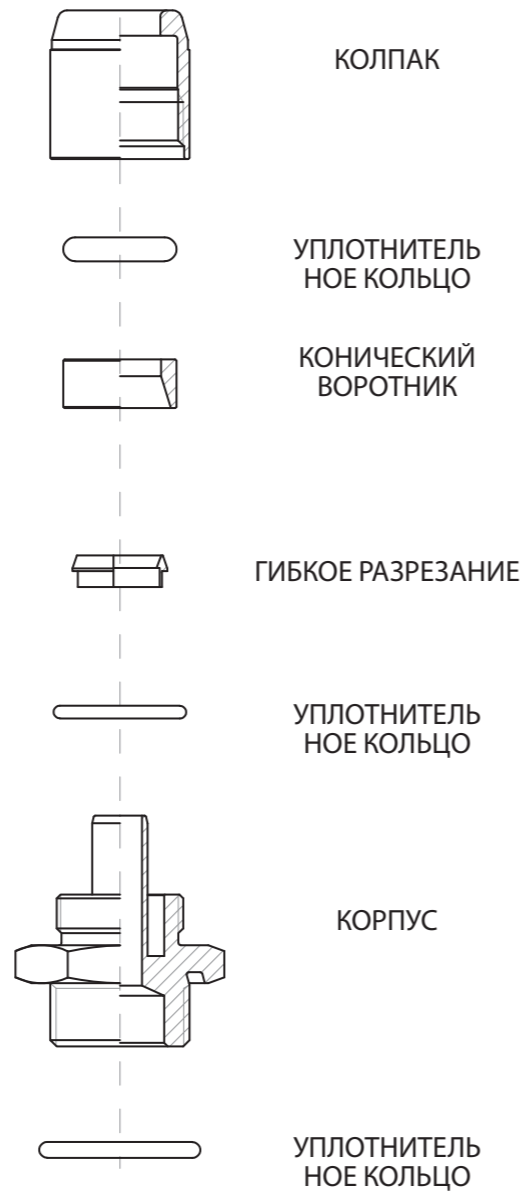 КОЛПАК
УПЛОТНИТЕЛЬ
НОЕ КОЛЬЦО
КОНИЧЕСКИЙ
ВОРОТНИК
ГИБКОЕ РАЗРЕЗАНИЕ
УПЛОТНИТЕЛЬ
НОЕ КОЛЬЦО
КОРПУС
УПЛОТНИТЕЛЬ
НОЕ КОЛЬЦО